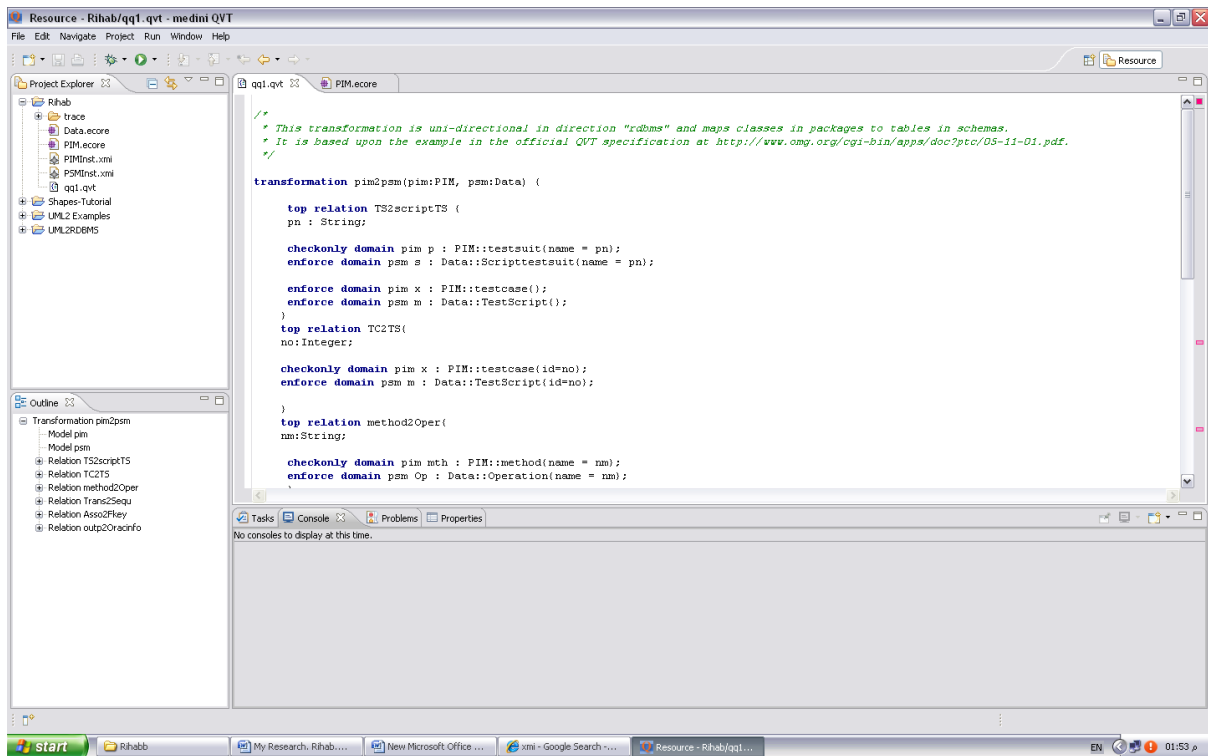 Resource - Rihab/qq1.qvt - medini QVT
File Edit Navigate Project Run Window Help
Resource
Project Explorer
Rihab
trace
Data.ecore
PIM.ecore
PIMInst.xmi
PSMInst.xmi
qq1.qvt
Shapes-Tutorial
UML2 Examples
UML2RDBMS
Outline
Transformation pim2psm
Model pim
Model psm
Relation TS2scriptTS
Relation TC2TS
Relation method2Oper
Relation Trans2Sequ
Relation Asso2Fkey
Relation outp2Oracinfo
qq1.qvt PIM.ecore
/*
* This transformation is uni-directional in direction "rdbms" and maps classes in packages to tables in schemas.
* It is based upon the example in the official QVT specification at http://www.omg.org/cgi-bin/apps/doc?ptc/05-11-01.pdf.
*/
transformation pim2psm(pim:PIM, psm:Data) {
top relation TS2scriptTS {
pn : String;
checkonly domain pim p : PIM::testsuit{name = pn};
enforce domain psm s : Data::Scripttestsuit{name = pn};
enforce domain pim x : PIM::testcase{};
enforce domain psm m : Data::TestScript{};
}
top relation TC2TS{
no:Integer;
checkonly domain pim x : PIM::testcase{id=no};
enforce domain psm m : Data::TestScript{id=no};
}
top relation method2Oper{
nm:String;
checkonly domain pim mth : PIM::method{name = nm};
enforce domain psm Op : Data::Operation{name = nm};
Tasks Console Problems Properties
No consoles to display at this time.
start
Rihabb
My Research. Rihab....
New Microsoft Office ...
xmi - Google Search -...
Resource - Rihab/qq1...
EN
01:53 م